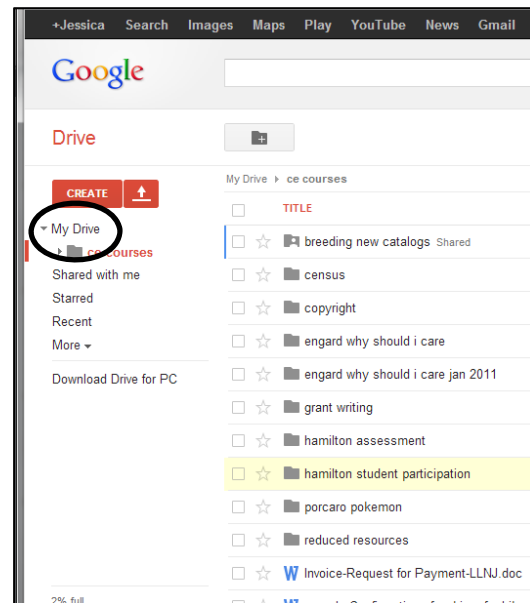 +Jessica Search Images Maps Play YouTube News Gmail
Google
Drive
CREATE
My Drive
ce courses
Shared with me
Starred
Recent
More
Download Drive for PC
2% full
My Drive ce courses
TITLE
breeding new catalogs Shared
census
copyright
engard why should i care
engard why should i care jan 2011
grant writing
hamilton assessment
hamilton student participation
porcaro pokemon
reduced resources
W Invoice-Request for Payment-LLNJ.doc